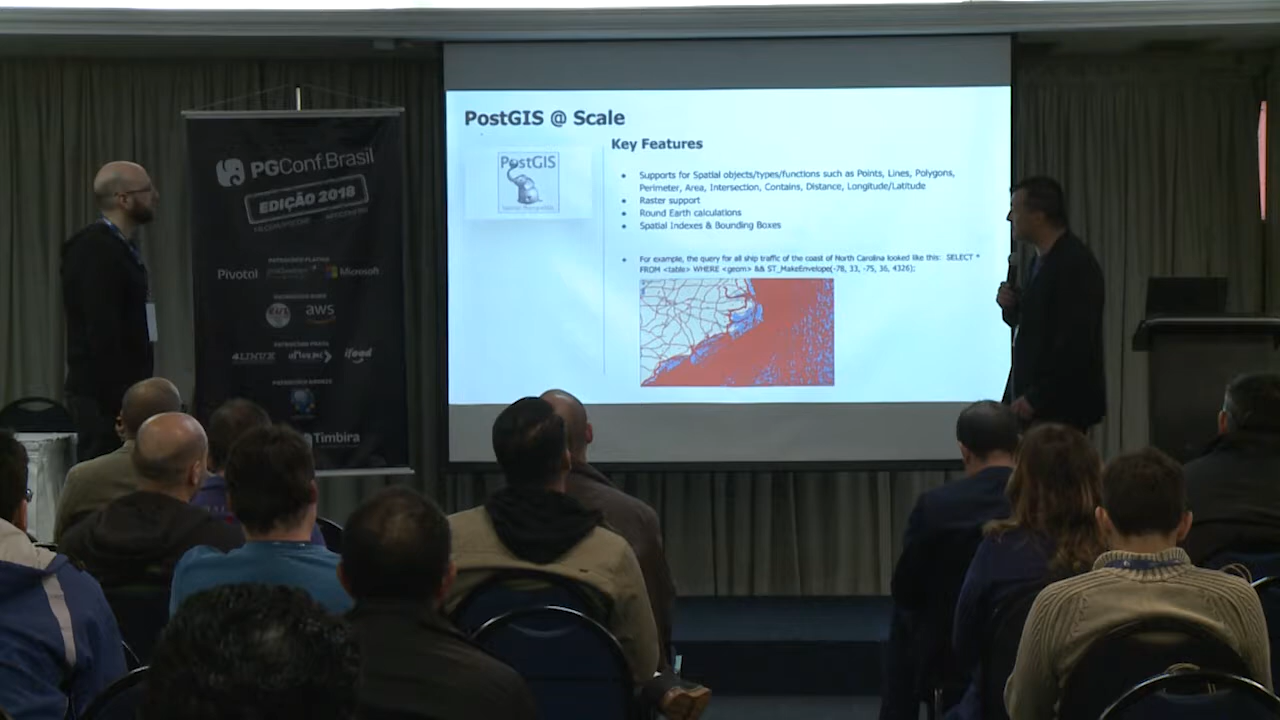 PGConf.Brasil
EDIÇÃO 2018
Pivotal
Microsoft
aws
4LINUX
ifood
Timbira
PostGIS @ Scale
PostGIS
Key Features
• Supports for Spatial objects/types/functions such as Points, Lines, Polygons,
Perimeter, Area, Intersection, Contains, Distance, Longitude/Latitude
• Raster support
• Round Earth calculations
• Spatial Indexes & Bounding Boxes
• For example, the query for all ship traffic of the coast of North Carolina looked like this: SELECT *
FROM <table> WHERE <geom> && ST_MakeEnvelope(-78, 33, -75, 36, 4326);